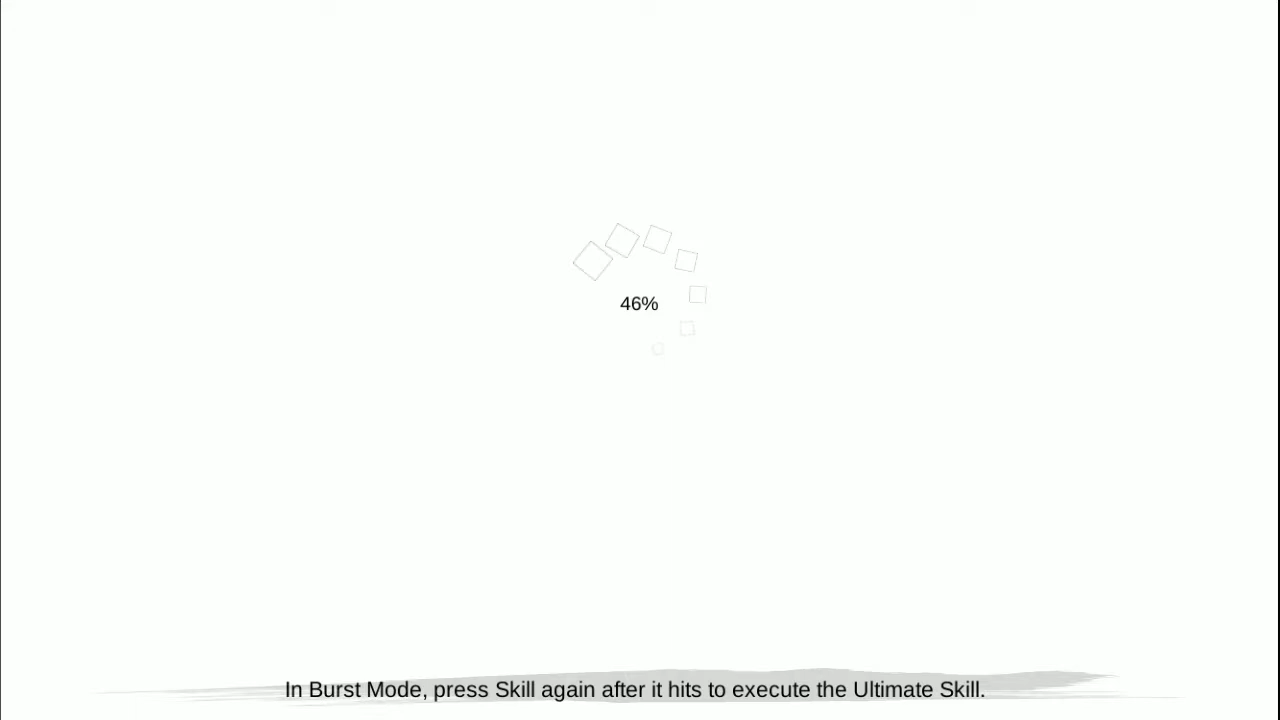 46%
In Burst Mode, press Skill again after it hits to execute the Ultimate Skill.